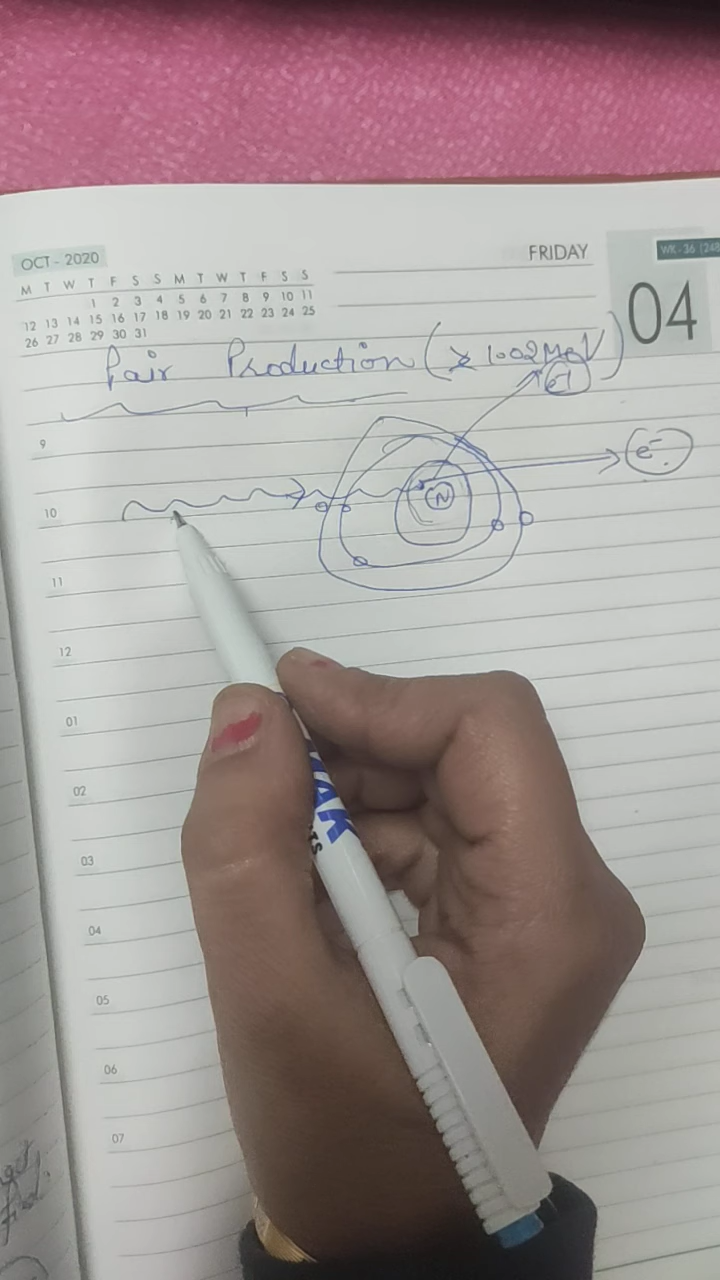 OCT - 2020
M T W T F S S M T W T F S S
1 2 3 4 5 6 7 8 9 10 11
12 13 14 15 16 17 18 19 20 21 22 23 24 25
26 27 28 29 30 31
FRIDAY
04
Pair Production (≥ 1.02 MeV)
e+
e-
N
9
10
11
12
01
02
03
04
05
06
07